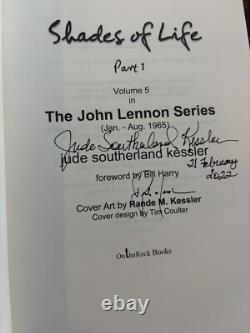 Shades of Life
Part 1
Volume 5
in
The John Lennon Series
(Jan. - Aug. 1965)
Jude Southerland Kessler
jude southerland kessler
21 February
2022
foreword by Bill Harry
Cover Art by Rande M. Kessler
Cover design by Tim Coulter
OnTheRock Books